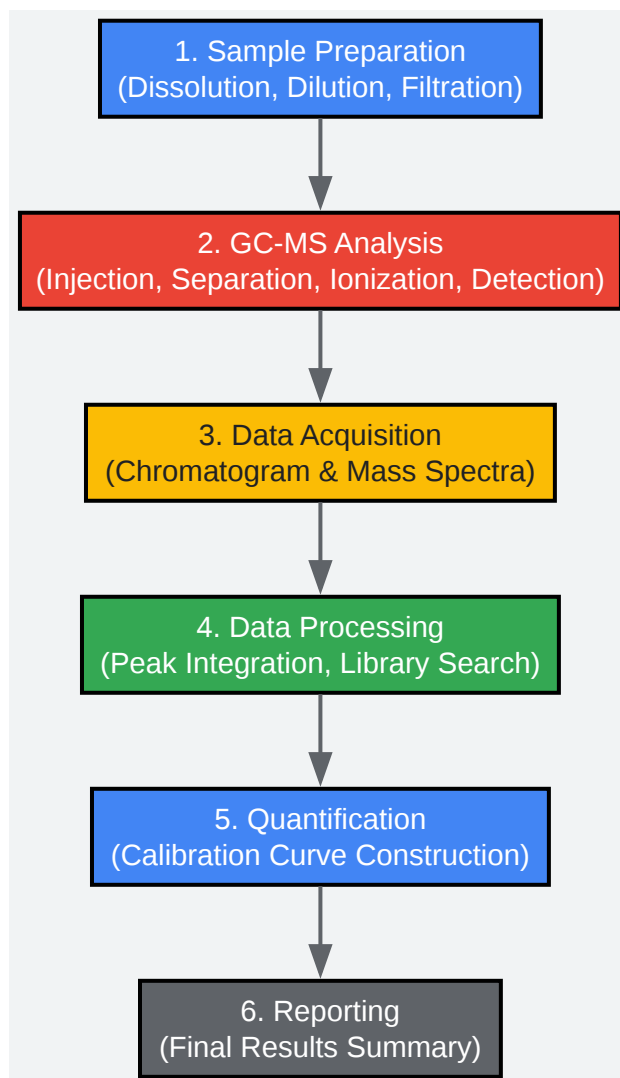 1. Sample Preparation
(Dissolution, Dilution, Filtration)
2. GC-MS Analysis
(Injection, Separation, Ionization, Detection)
3. Data Acquisition
(Chromatogram & Mass Spectra)
4. Data Processing
(Peak Integration, Library Search)
5. Quantification
(Calibration Curve Construction)
6. Reporting
(Final Results Summary)